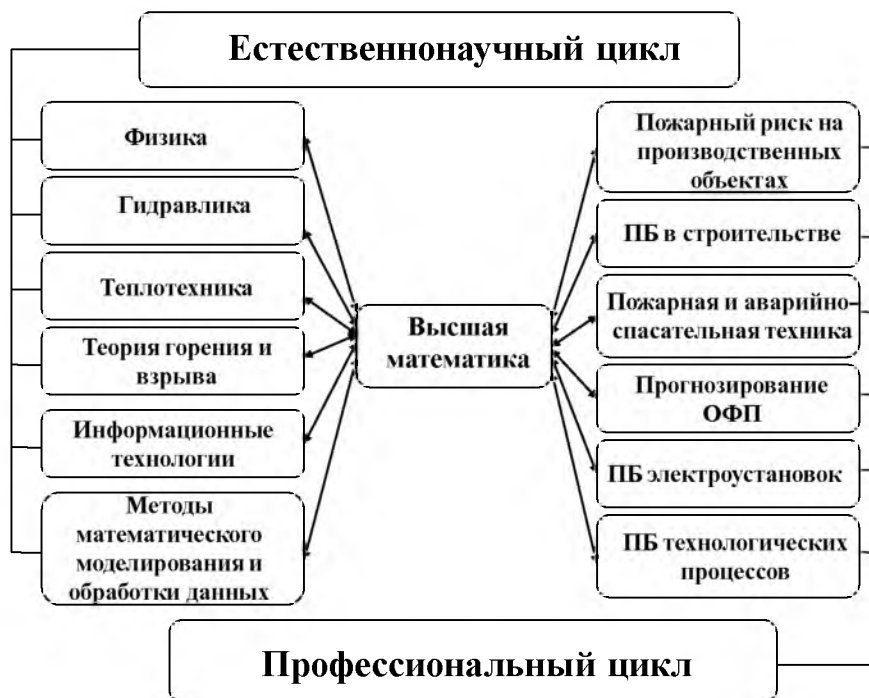 Естественнонаучный цикл
Физика
Гидравлика
Теплотехника
Теория горения и
взрыва
Информационные
технологии
Методы
математического
моделирования и
обработки данных
Высшая
математика
Пожарный риск на
производственных
объектах
ПБ в строительстве
Пожарная и аварийно–
спасательная техника
Прогнозирование
ОФП
ПБ электроустановок
ПБ технологических
процессов
Профессиональный цикл